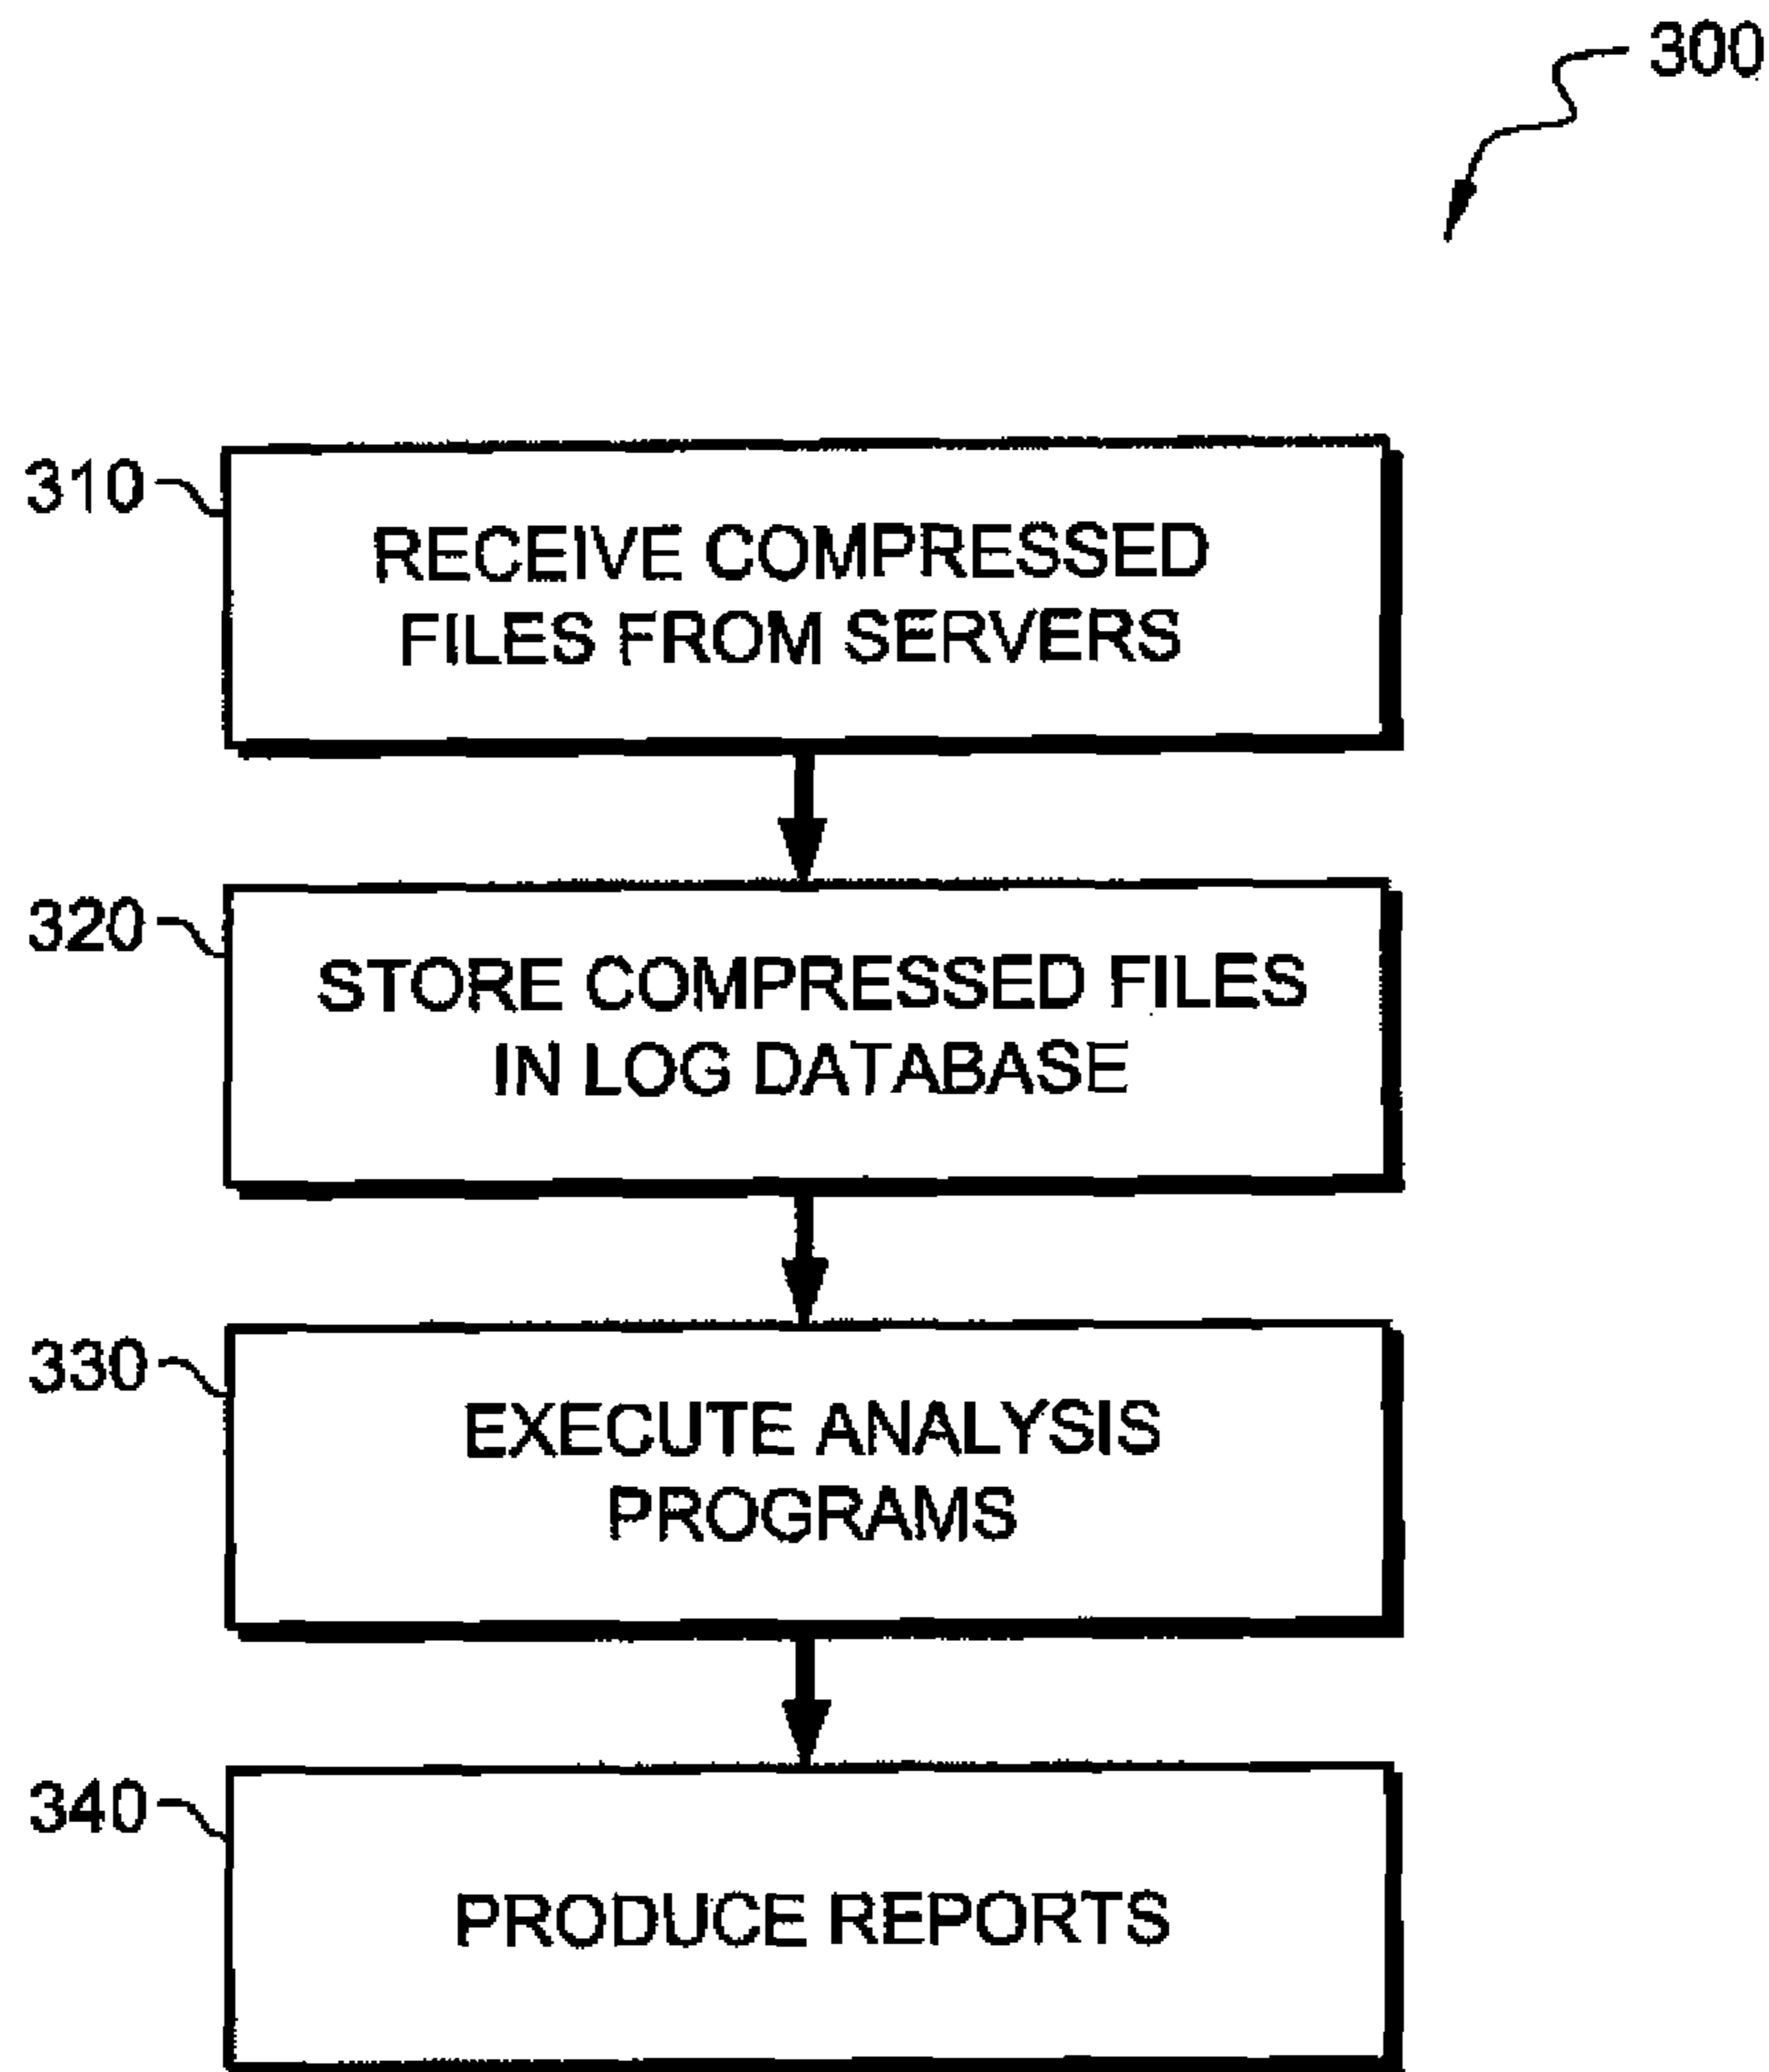 300
310
RECEIVE COMPRESSED
FILES FROM SERVERS
320
STORE COMPRESSED FILES
IN LOG DATABASE
330
EXECUTE ANALYSIS
PROGRAMS
340
PRODUCE REPORTS